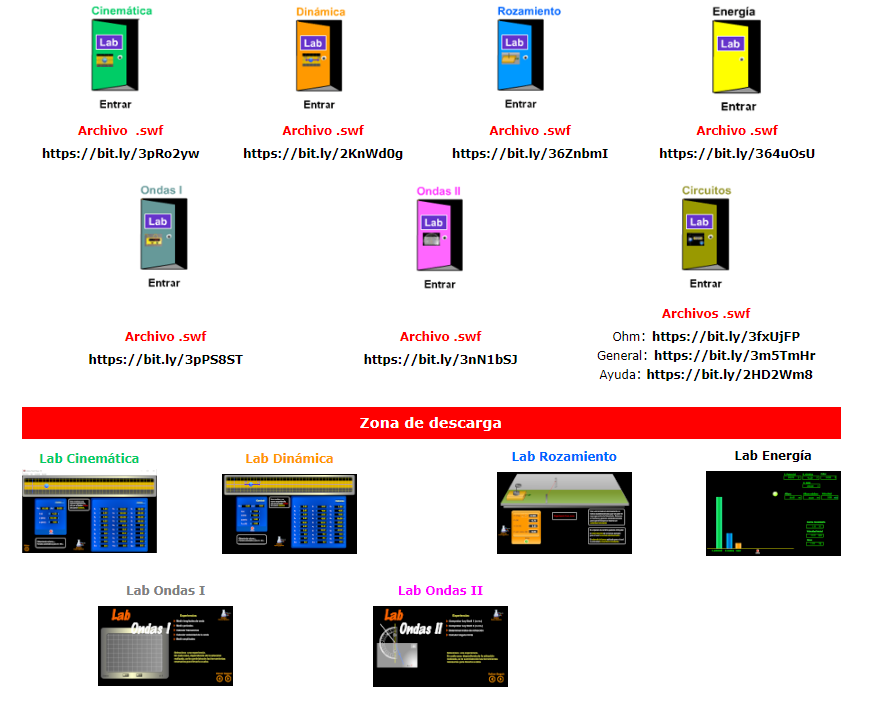 Cinemática
Dinámica
Rozamiento
Energía
Lab
Lab
Lab
Lab
Entrar
Entrar
Entrar
Entrar
Archivo .swf
Archivo .swf
Archivo .swf
Archivo .swf
https://bit.ly/3pRo2yw
https://bit.ly/2KnWd0g
https://bit.ly/36ZnbmI
https://bit.ly/364uOsU
Ondas I
Ondas II
Circuitos
Lab
Lab
Lab
Entrar
Entrar
Entrar
Archivo .swf
https://bit.ly/3pPS8ST
Archivo .swf
https://bit.ly/3nN1bSJ
Archivos .swf
Ohm: https://bit.ly/3fxUjFP
General: https://bit.ly/3m5TmHr
Ayuda: https://bit.ly/2HD2Wm8
Zona de descarga
Lab Cinemática
Lab Dinámica
Lab Rozamiento
Lab Energía
Lab Ondas I
Lab Ondas II
Lab
Ondas I
Lab
Ondas II